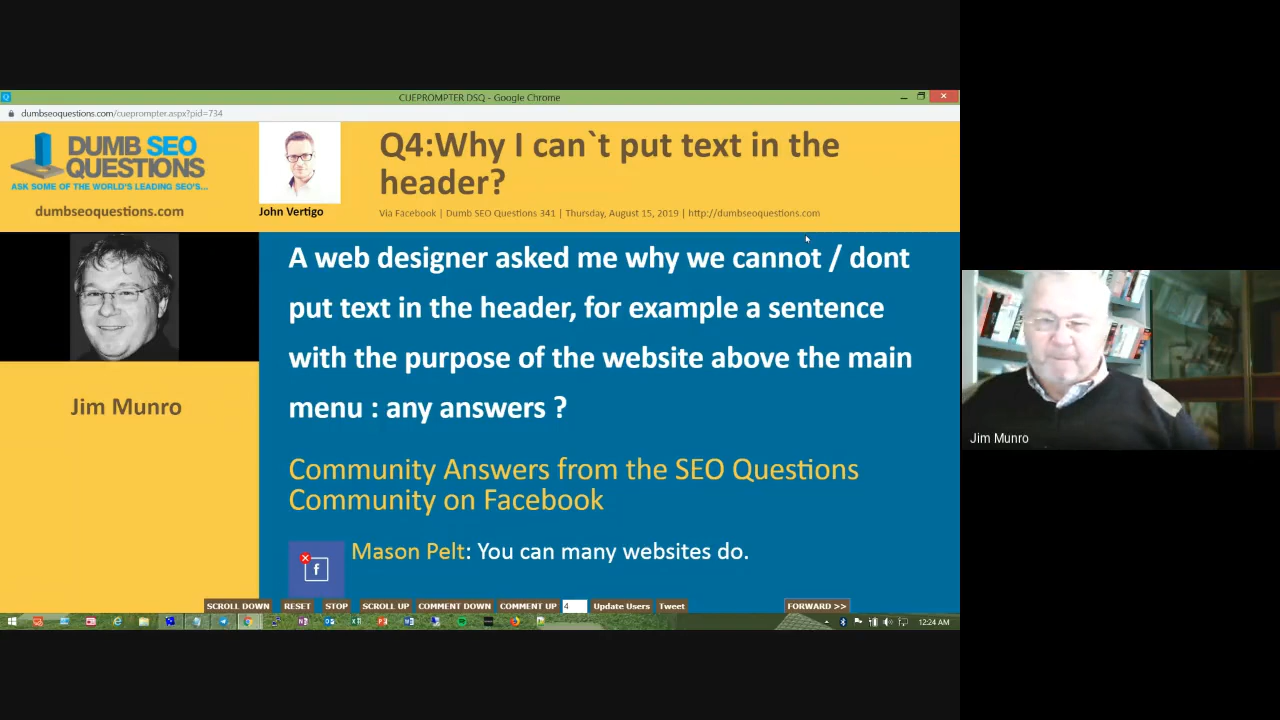 CUEPROMPTER DSQ - Google Chrome
dumbseoquestions.com/cueprompter.aspx?pid=734
DUMB SEO
QUESTIONS
ASK SOME OF THE WORLD'S LEADING SEO'S...
dumbseoquestions.com
John Vertigo
Q4:Why I can`t put text in the
header?
Via Facebook | Dumb SEO Questions 341 | Thursday, August 15, 2019 | http://dumbseoquestions.com
Jim Munro
A web designer asked me why we cannot / dont
put text in the header, for example a sentence
with the purpose of the website above the main
menu : any answers ?
Community Answers from the SEO Questions
Community on Facebook
Mason Pelt: You can many websites do.
SCROLL DOWN RESET STOP SCROLL UP COMMENT DOWN COMMENT UP 4 Update Users Tweet FORWARD >>
12:24 AM
Jim Munro